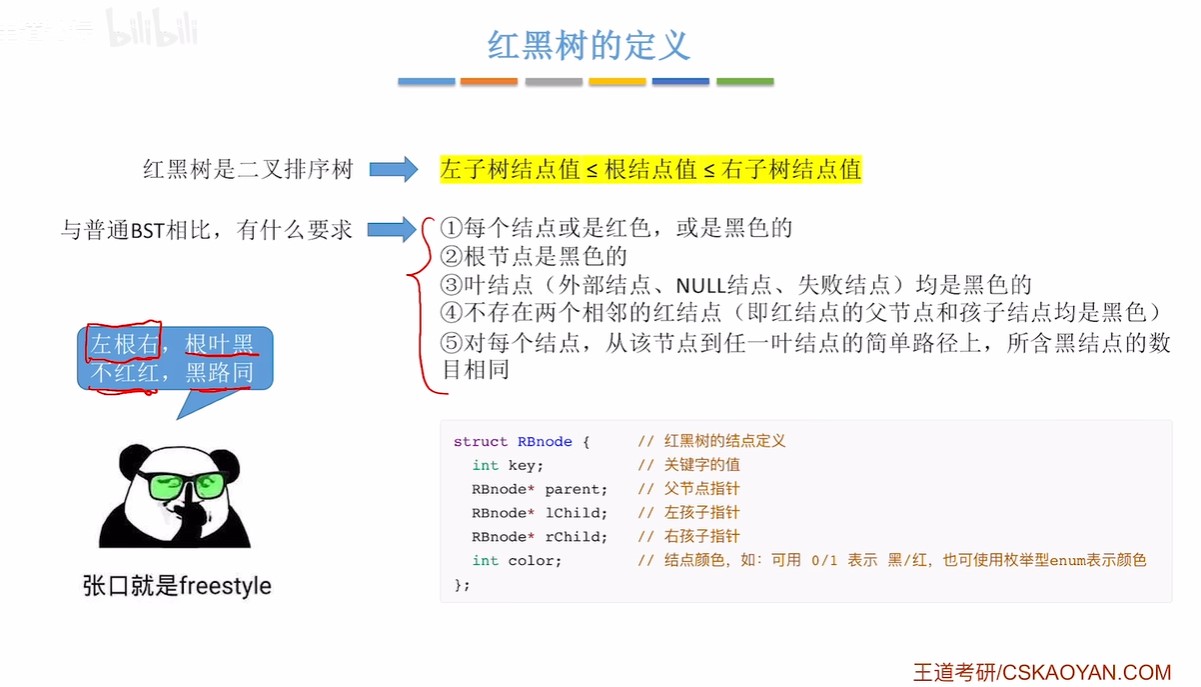 bilibili
红黑树的定义
红黑树是二叉排序树
左子树结点值 ≤ 根结点值 ≤ 右子树结点值
与普通BST相比，有什么要求
①每个结点或是红色，或是黑色的
②根节点是黑色的
③叶结点（外部结点、NULL结点、失败结点）均是黑色的
④不存在两个相邻的红结点（即红结点的父节点和孩子结点均是黑色）
⑤对每个结点，从该节点到任一叶结点的简单路径上，所含黑结点的数
目相同
左根右，根叶黑
不红红，黑路同
张口就是freestyle
struct RBnode { // 红黑树的结点定义
int key; // 关键字的值
RBnode* parent; // 父节点指针
RBnode* lChild; // 左孩子指针
RBnode* rChild; // 右孩子指针
int color; // 结点颜色，如：可用 0/1 表示 黑/红，也可使用枚举型enum表示颜色
};
王道考研/CSKAOYAN.COM